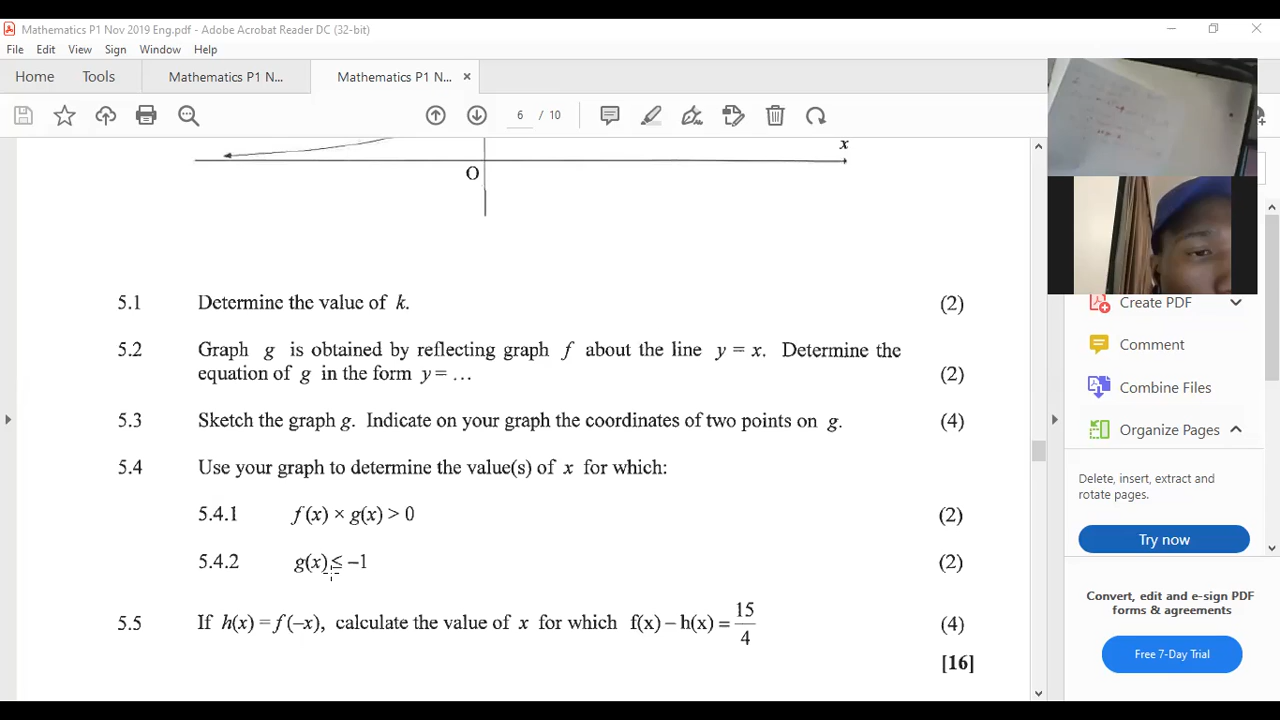 Mathematics P1 Nov 2019 Eng.pdf - Adobe Acrobat Reader DC (32-bit)
File Edit View Sign Window Help
Home Tools Mathematics P1 N... Mathematics P1 N... ×
6 / 10
x
O
5.1 Determine the value of k. (2)
5.2 Graph g is obtained by reflecting graph f about the line y = x. Determine the
equation of g in the form y = … (2)
5.3 Sketch the graph g. Indicate on your graph the coordinates of two points on g. (4)
5.4 Use your graph to determine the value(s) of x for which:
5.4.1 f(x) × g(x) > 0 (2)
5.4.2 g(x) ≤ −1 (2)
5.5 If h(x) = f(−x), calculate the value of x for which f(x) − h(x) = 15/4 (4)
[16]
Create PDF
Comment
Combine Files
Organize Pages
Delete, insert, extract and
rotate pages.
Try now
Convert, edit and e-sign PDF
forms & agreements
Free 7-Day Trial